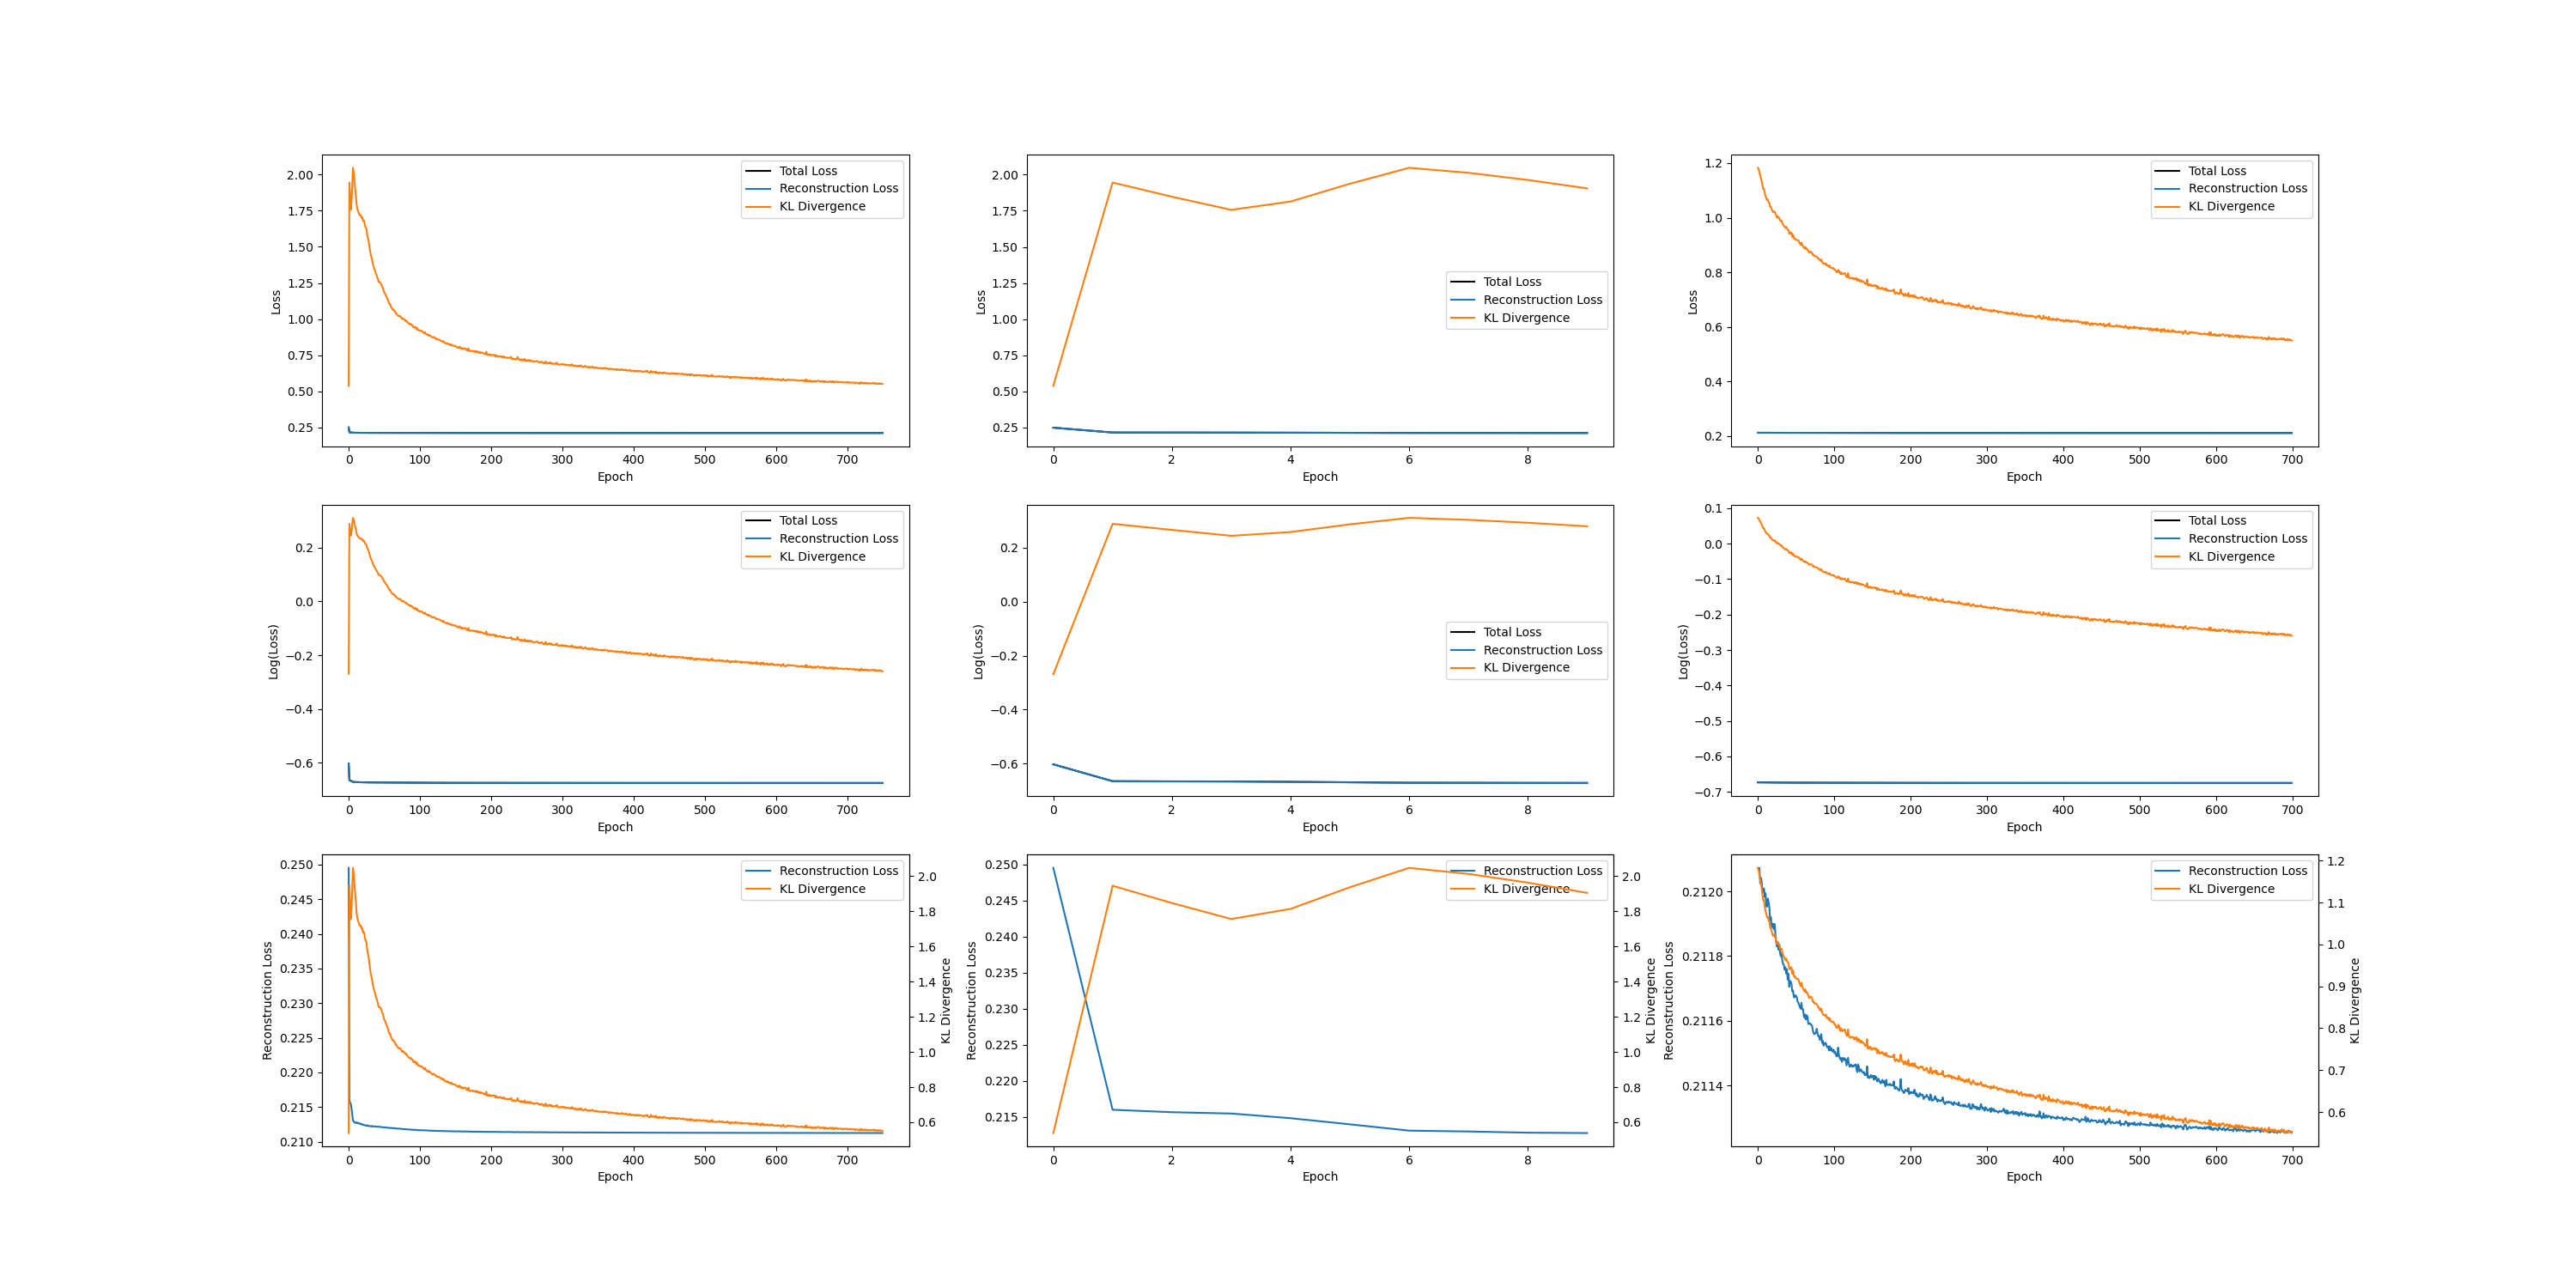 2.00
1.75
1.50
1.25
1.00
0.75
0.50
0.25
Loss
0 100 200 300 400 500 600 700
Epoch
Total Loss
Reconstruction Loss
KL Divergence
2.00
1.75
1.50
1.25
1.00
0.75
0.50
0.25
Loss
0 2 4 6 8
Epoch
Total Loss
Reconstruction Loss
KL Divergence
1.2
1.0
0.8
0.6
0.4
0.2
Loss
0 100 200 300 400 500 600 700
Epoch
Total Loss
Reconstruction Loss
KL Divergence
0.2
0.0
−0.2
−0.4
−0.6
Log(Loss)
0 100 200 300 400 500 600 700
Epoch
Total Loss
Reconstruction Loss
KL Divergence
0.2
0.0
−0.2
−0.4
−0.6
Log(Loss)
0 2 4 6 8
Epoch
Total Loss
Reconstruction Loss
KL Divergence
0.1
0.0
−0.1
−0.2
−0.3
−0.4
−0.5
−0.6
−0.7
Log(Loss)
0 100 200 300 400 500 600 700
Epoch
Total Loss
Reconstruction Loss
KL Divergence
0.250
0.245
0.240
0.235
0.230
0.225
0.220
0.215
0.210
Reconstruction Loss
0 100 200 300 400 500 600 700
Epoch
Reconstruction Loss
KL Divergence
2.0
1.8
1.6
1.4
1.2
1.0
0.8
0.6
KL Divergence
0.250
0.245
0.240
0.235
0.230
0.225
0.220
0.215
Reconstruction Loss
0 2 4 6 8
Epoch
Reconstruction Loss
KL Divergence
2.0
1.8
1.6
1.4
1.2
1.0
0.8
0.6
KL Divergence
0.2120
0.2118
0.2116
0.2114
Reconstruction Loss
0 100 200 300 400 500 600 700
Epoch
Reconstruction Loss
KL Divergence
1.2
1.1
1.0
0.9
0.8
0.7
0.6
KL Divergence